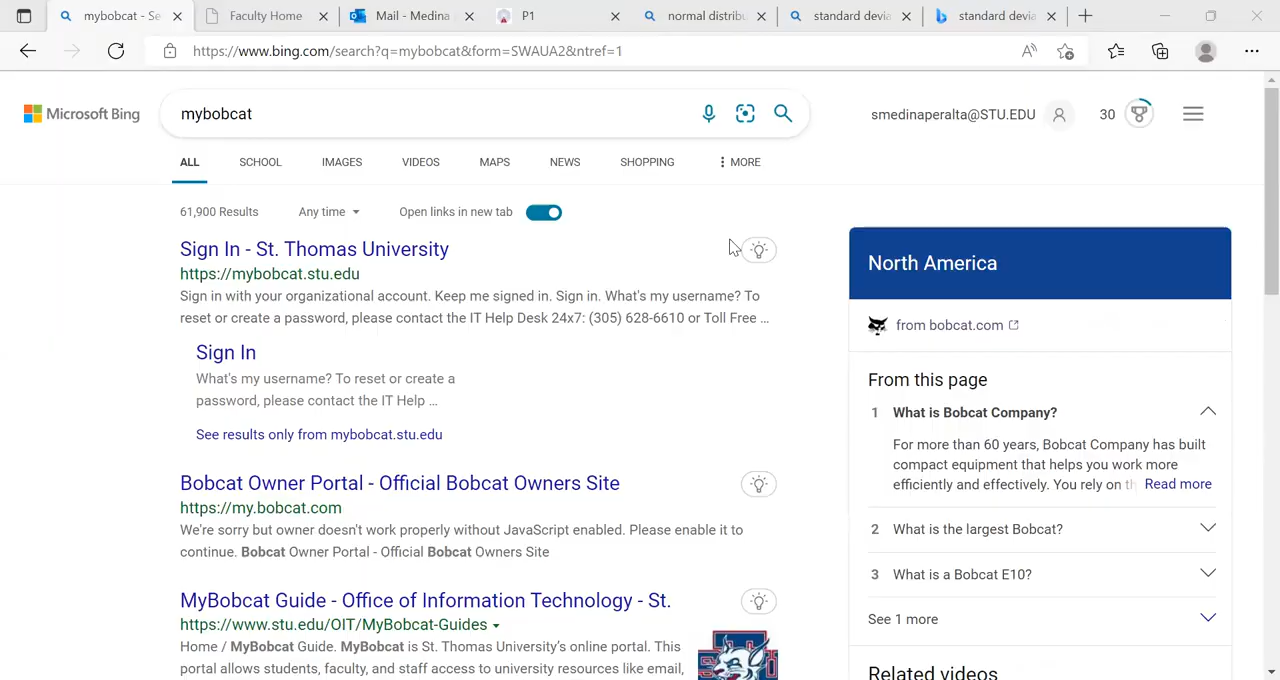 mybobcat - Se
Faculty Home
Mail - Medina
P1
normal distribu
standard devia
standard devia
https://www.bing.com/search?q=mybobcat&form=SWAUA2&ntref=1
Microsoft Bing
mybobcat
smedinaperalta@STU.EDU
30
ALL
SCHOOL
IMAGES
VIDEOS
MAPS
NEWS
SHOPPING
MORE
61,900 Results
Any time
Open links in new tab
Sign In - St. Thomas University
https://mybobcat.stu.edu
Sign in with your organizational account. Keep me signed in. Sign in. What's my username? To
reset or create a password, please contact the IT Help Desk 24x7: (305) 628-6610 or Toll Free ...
Sign In
What's my username? To reset or create a
password, please contact the IT Help ...
See results only from mybobcat.stu.edu
Bobcat Owner Portal - Official Bobcat Owners Site
https://my.bobcat.com
We're sorry but owner doesn't work properly without JavaScript enabled. Please enable it to
continue. Bobcat Owner Portal - Official Bobcat Owners Site
MyBobcat Guide - Office of Information Technology - St.
https://www.stu.edu/OIT/MyBobcat-Guides
Home / MyBobcat Guide. MyBobcat is St. Thomas University's online portal. This
portal allows students, faculty, and staff access to university resources like email,
North America
from bobcat.com
From this page
1 What is Bobcat Company?
For more than 60 years, Bobcat Company has built
compact equipment that helps you work more
efficiently and effectively. You rely on th Read more
2 What is the largest Bobcat?
3 What is a Bobcat E10?
See 1 more
Related videos